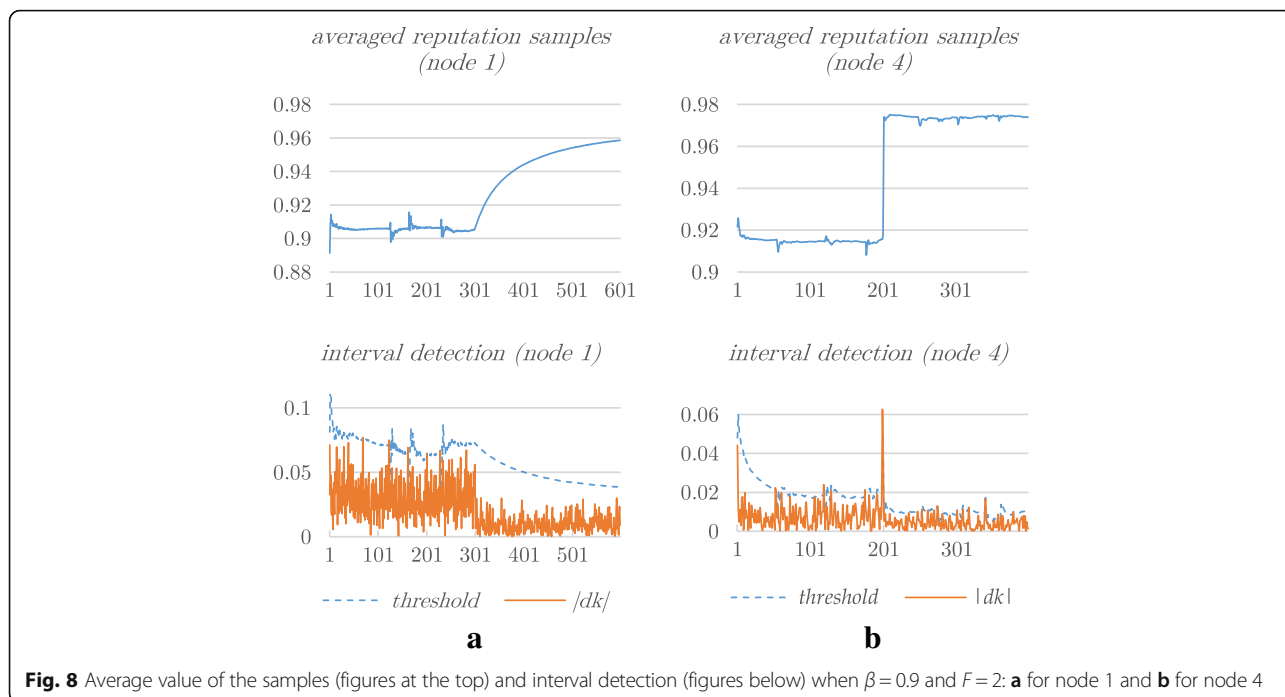 averaged reputation samples
(node 1)
0.98
0.96
0.94
0.92
0.9
0.88
1 101 201 301 401 501 601
averaged reputation samples
(node 4)
0.98
0.96
0.94
0.92
0.9
1 101 201 301
interval detection (node 1)
0.1
0.05
0
1 101 201 301 401 501
threshold |dk|
a
interval detection (node 4)
0.06
0.04
0.02
0
1 101 201 301
threshold |dk|
b
Fig. 8 Average value of the samples (figures at the top) and interval detection (figures below) when β = 0.9 and F = 2: a for node 1 and b for node 4